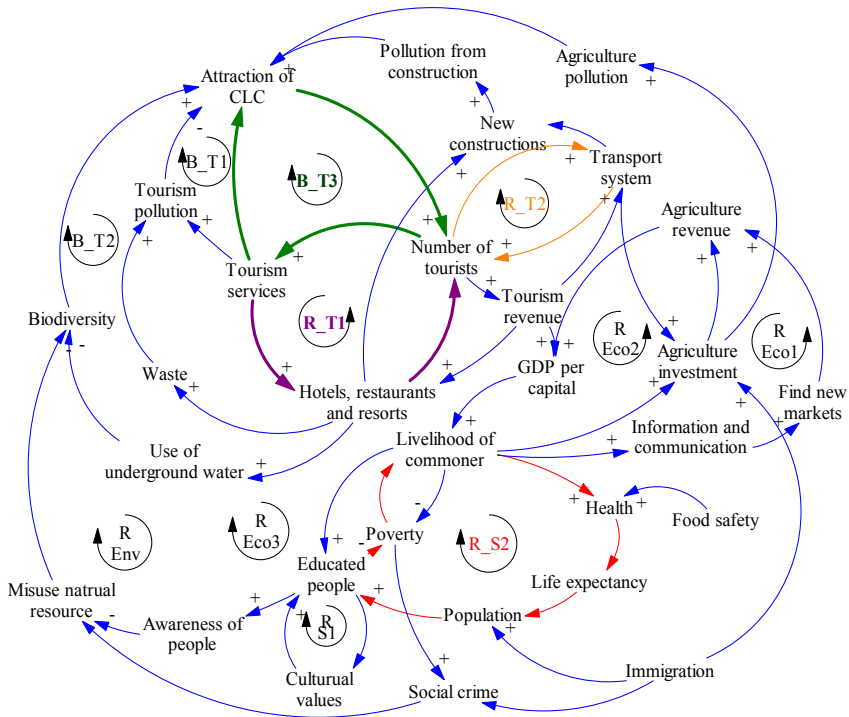 Pollution from
construction
Agriculture
pollution
Attraction of
CLC
New
constructions
Transport
system
B_T1
B_T3
R_T2
Tourism
pollution
Agriculture
revenue
B_T2
Number of
tourists
Tourism
services
Tourism
revenue
Biodiversity
R_T1
R
Eco2
R
Eco1
Waste
GDP per
capital
Agriculture
investment
Hotels, restaurants
and resorts
Find new
markets
Livelihood of
commoner
Information and
communication
Use of
underground water
Health
Food safety
R
Env
R
Eco3
Poverty
R_S2
Educated
people
Life expectancy
Misuse natrual
resource
Awareness of
people
R
S1
Population
Cultururual
values
Social crime
Immigration